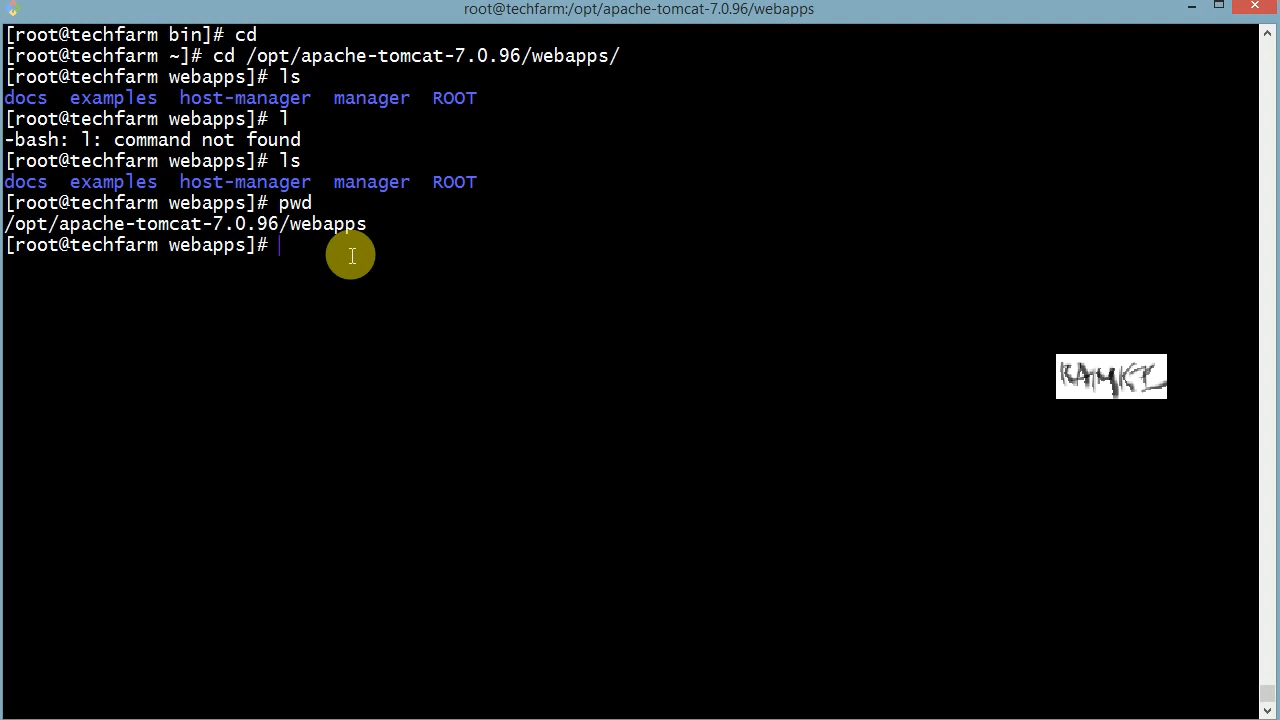 root@techfarm:/opt/apache-tomcat-7.0.96/webapps
[root@techfarm bin]# cd
[root@techfarm ~]# cd /opt/apache-tomcat-7.0.96/webapps/
[root@techfarm webapps]# ls
docs  examples  host-manager  manager  ROOT
[root@techfarm webapps]# l
-bash: l: command not found
[root@techfarm webapps]# ls
docs  examples  host-manager  manager  ROOT
[root@techfarm webapps]# pwd
/opt/apache-tomcat-7.0.96/webapps
[root@techfarm webapps]#